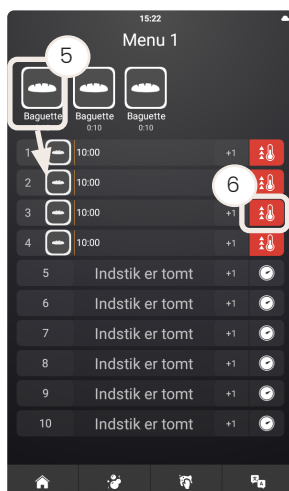 15:22
Menu 1
5
Baguette Baguette Baguette
0:10 0:10
1 10:00 +1
2 10:00
6
3 10:00 +1
4 10:00 +1
5 Indstik er tomt +1
6 Indstik er tomt +1
7 Indstik er tomt +1
8 Indstik er tomt +1
9 Indstik er tomt +1
10 Indstik er tomt +1